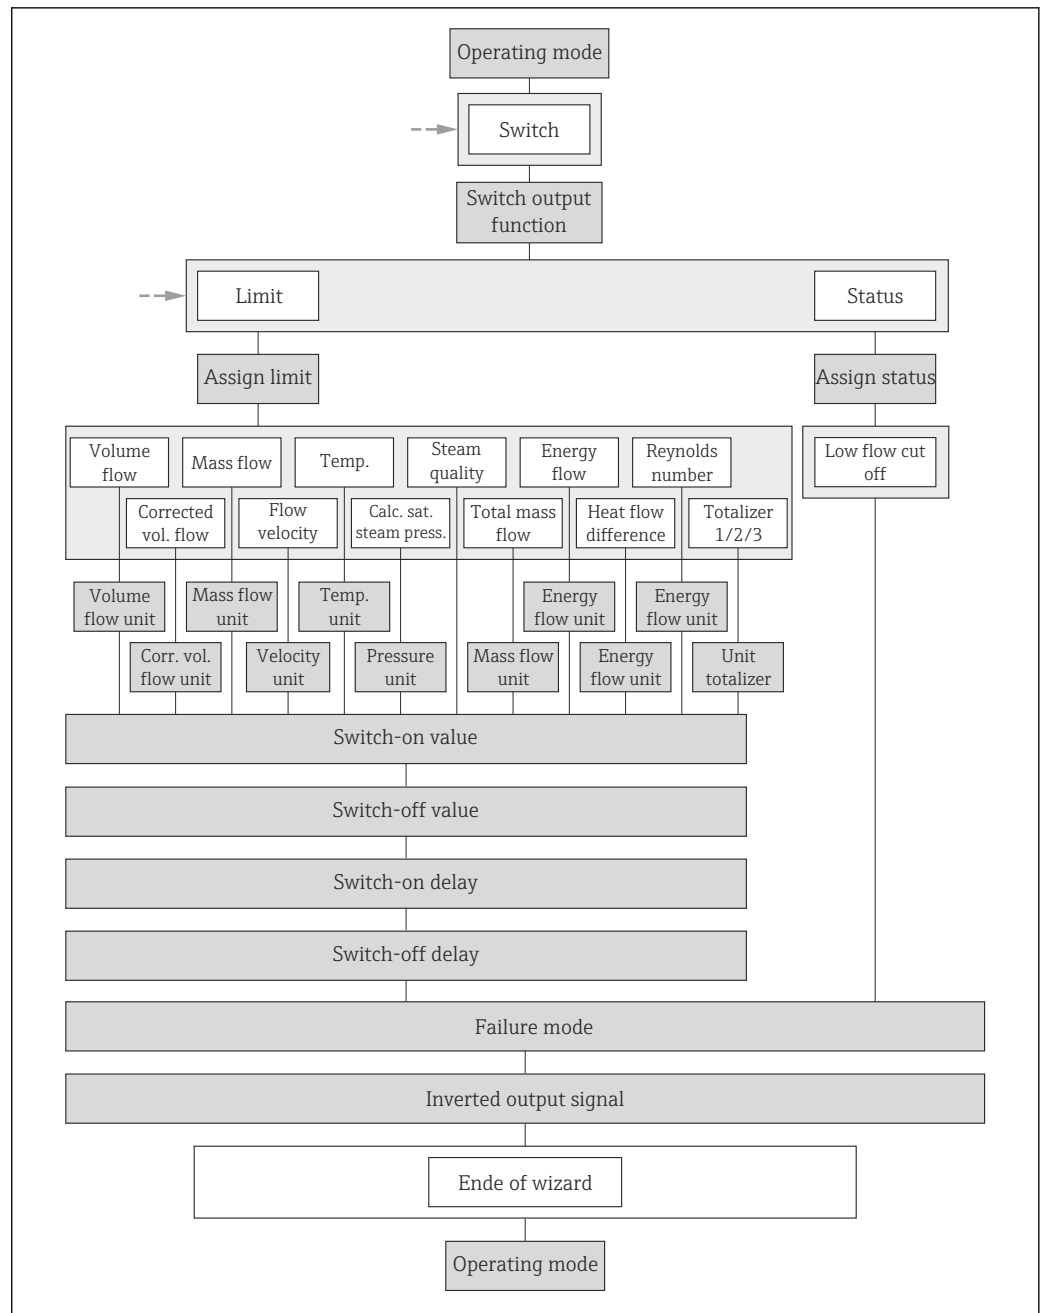 Operating mode
Switch
Switch output
function
Limit
Status
Assign limit
Assign status
Volume
flow
Mass flow
Temp.
Steam
quality
Energy
flow
Reynolds
number
Low flow cut
off
Corrected
vol. flow
Flow
velocity
Calc. sat.
steam press.
Total mass
flow
Heat flow
difference
Totalizer
1/2/3
Volume
flow unit
Mass flow
unit
Temp.
unit
Energy
flow unit
Energy
flow unit
Corr. vol.
flow unit
Velocity
unit
Pressure
unit
Mass flow
unit
Energy
flow unit
Unit
totalizer
Switch-on value
Switch-off value
Switch-on delay
Switch-off delay
Failure mode
Inverted output signal
Ende of wizard
Operating mode